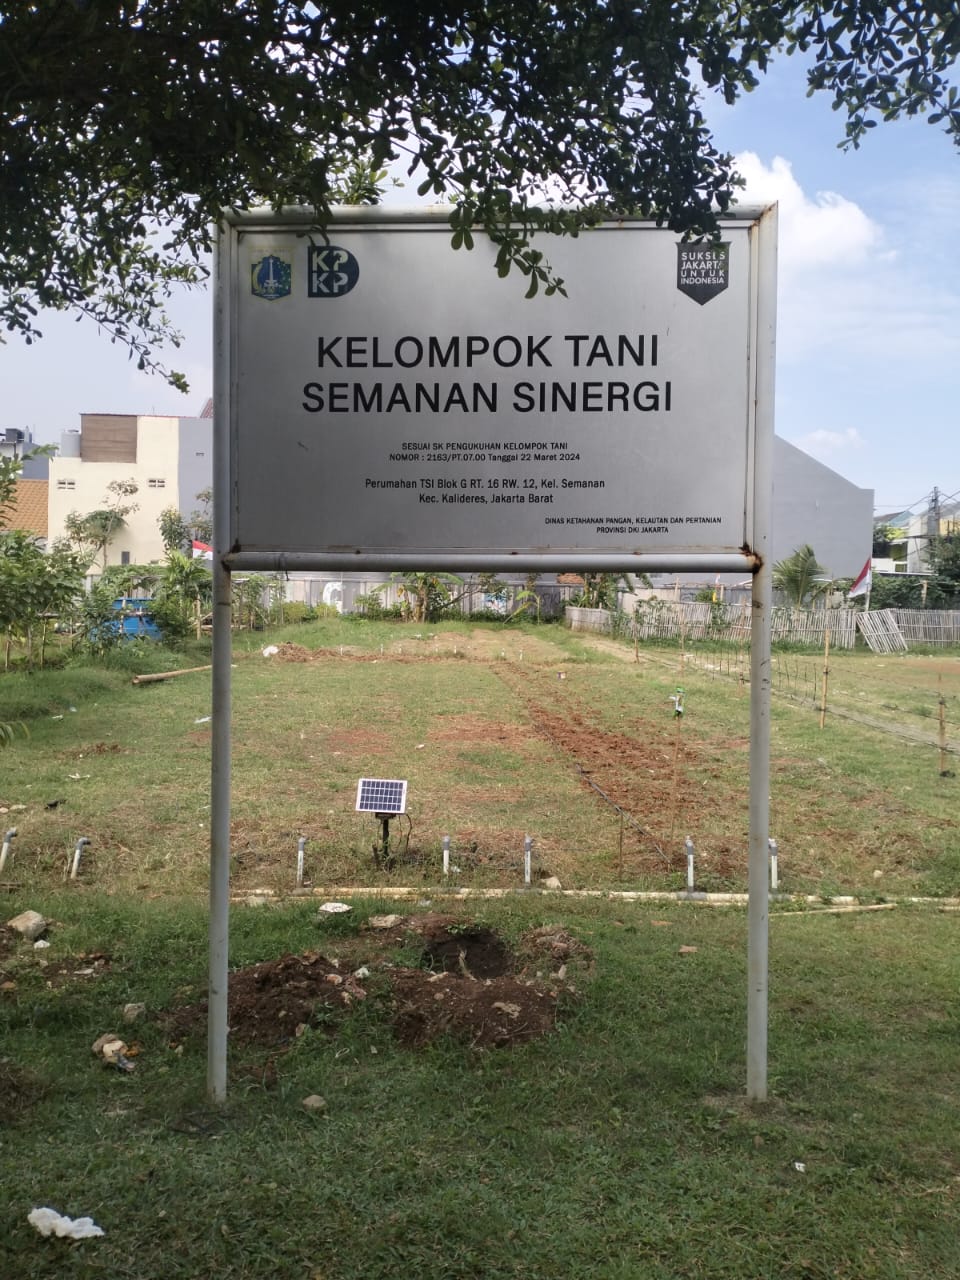 KPKP
SUKSES
JAKARTA
UNTUK
INDONESIA
KELOMPOK TANI
SEMANAN SINERGI
SESUAI SK PENGUKUHAN KELOMPOK TANI
NOMOR : 2163/PT.07.00 Tanggal 22 Maret 2024
Perumahan TSI Blok G RT. 16 RW. 12, Kel. Semanan
Kec. Kalideres, Jakarta Barat
DINAS KETAHANAN PANGAN, KELAUTAN DAN PERTANIAN
PROVINSI DKI JAKARTA